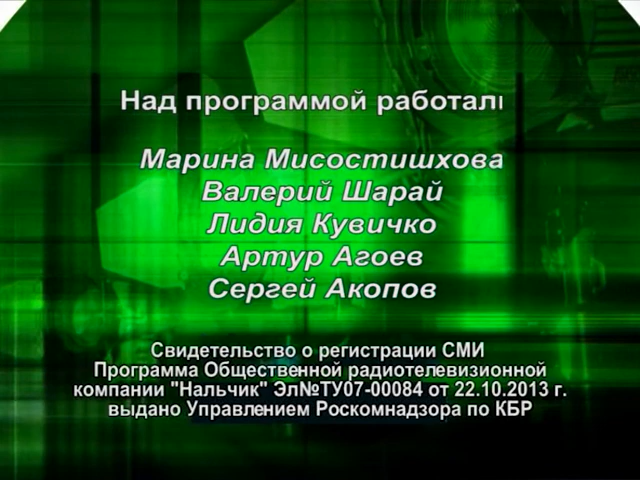 Над программой работали
Марина Мисостишхова
Валерий Шарай
Лидия Кувичко
Артур Агоев
Сергей Акопов
Свидетельство о регистрации СМИ
Программа Общественной радиотелевизионной
компании "Нальчик" Эл№ТУ07-00084 от 22.10.2013 г.
выдано Управлением Роскомнадзора по КБР